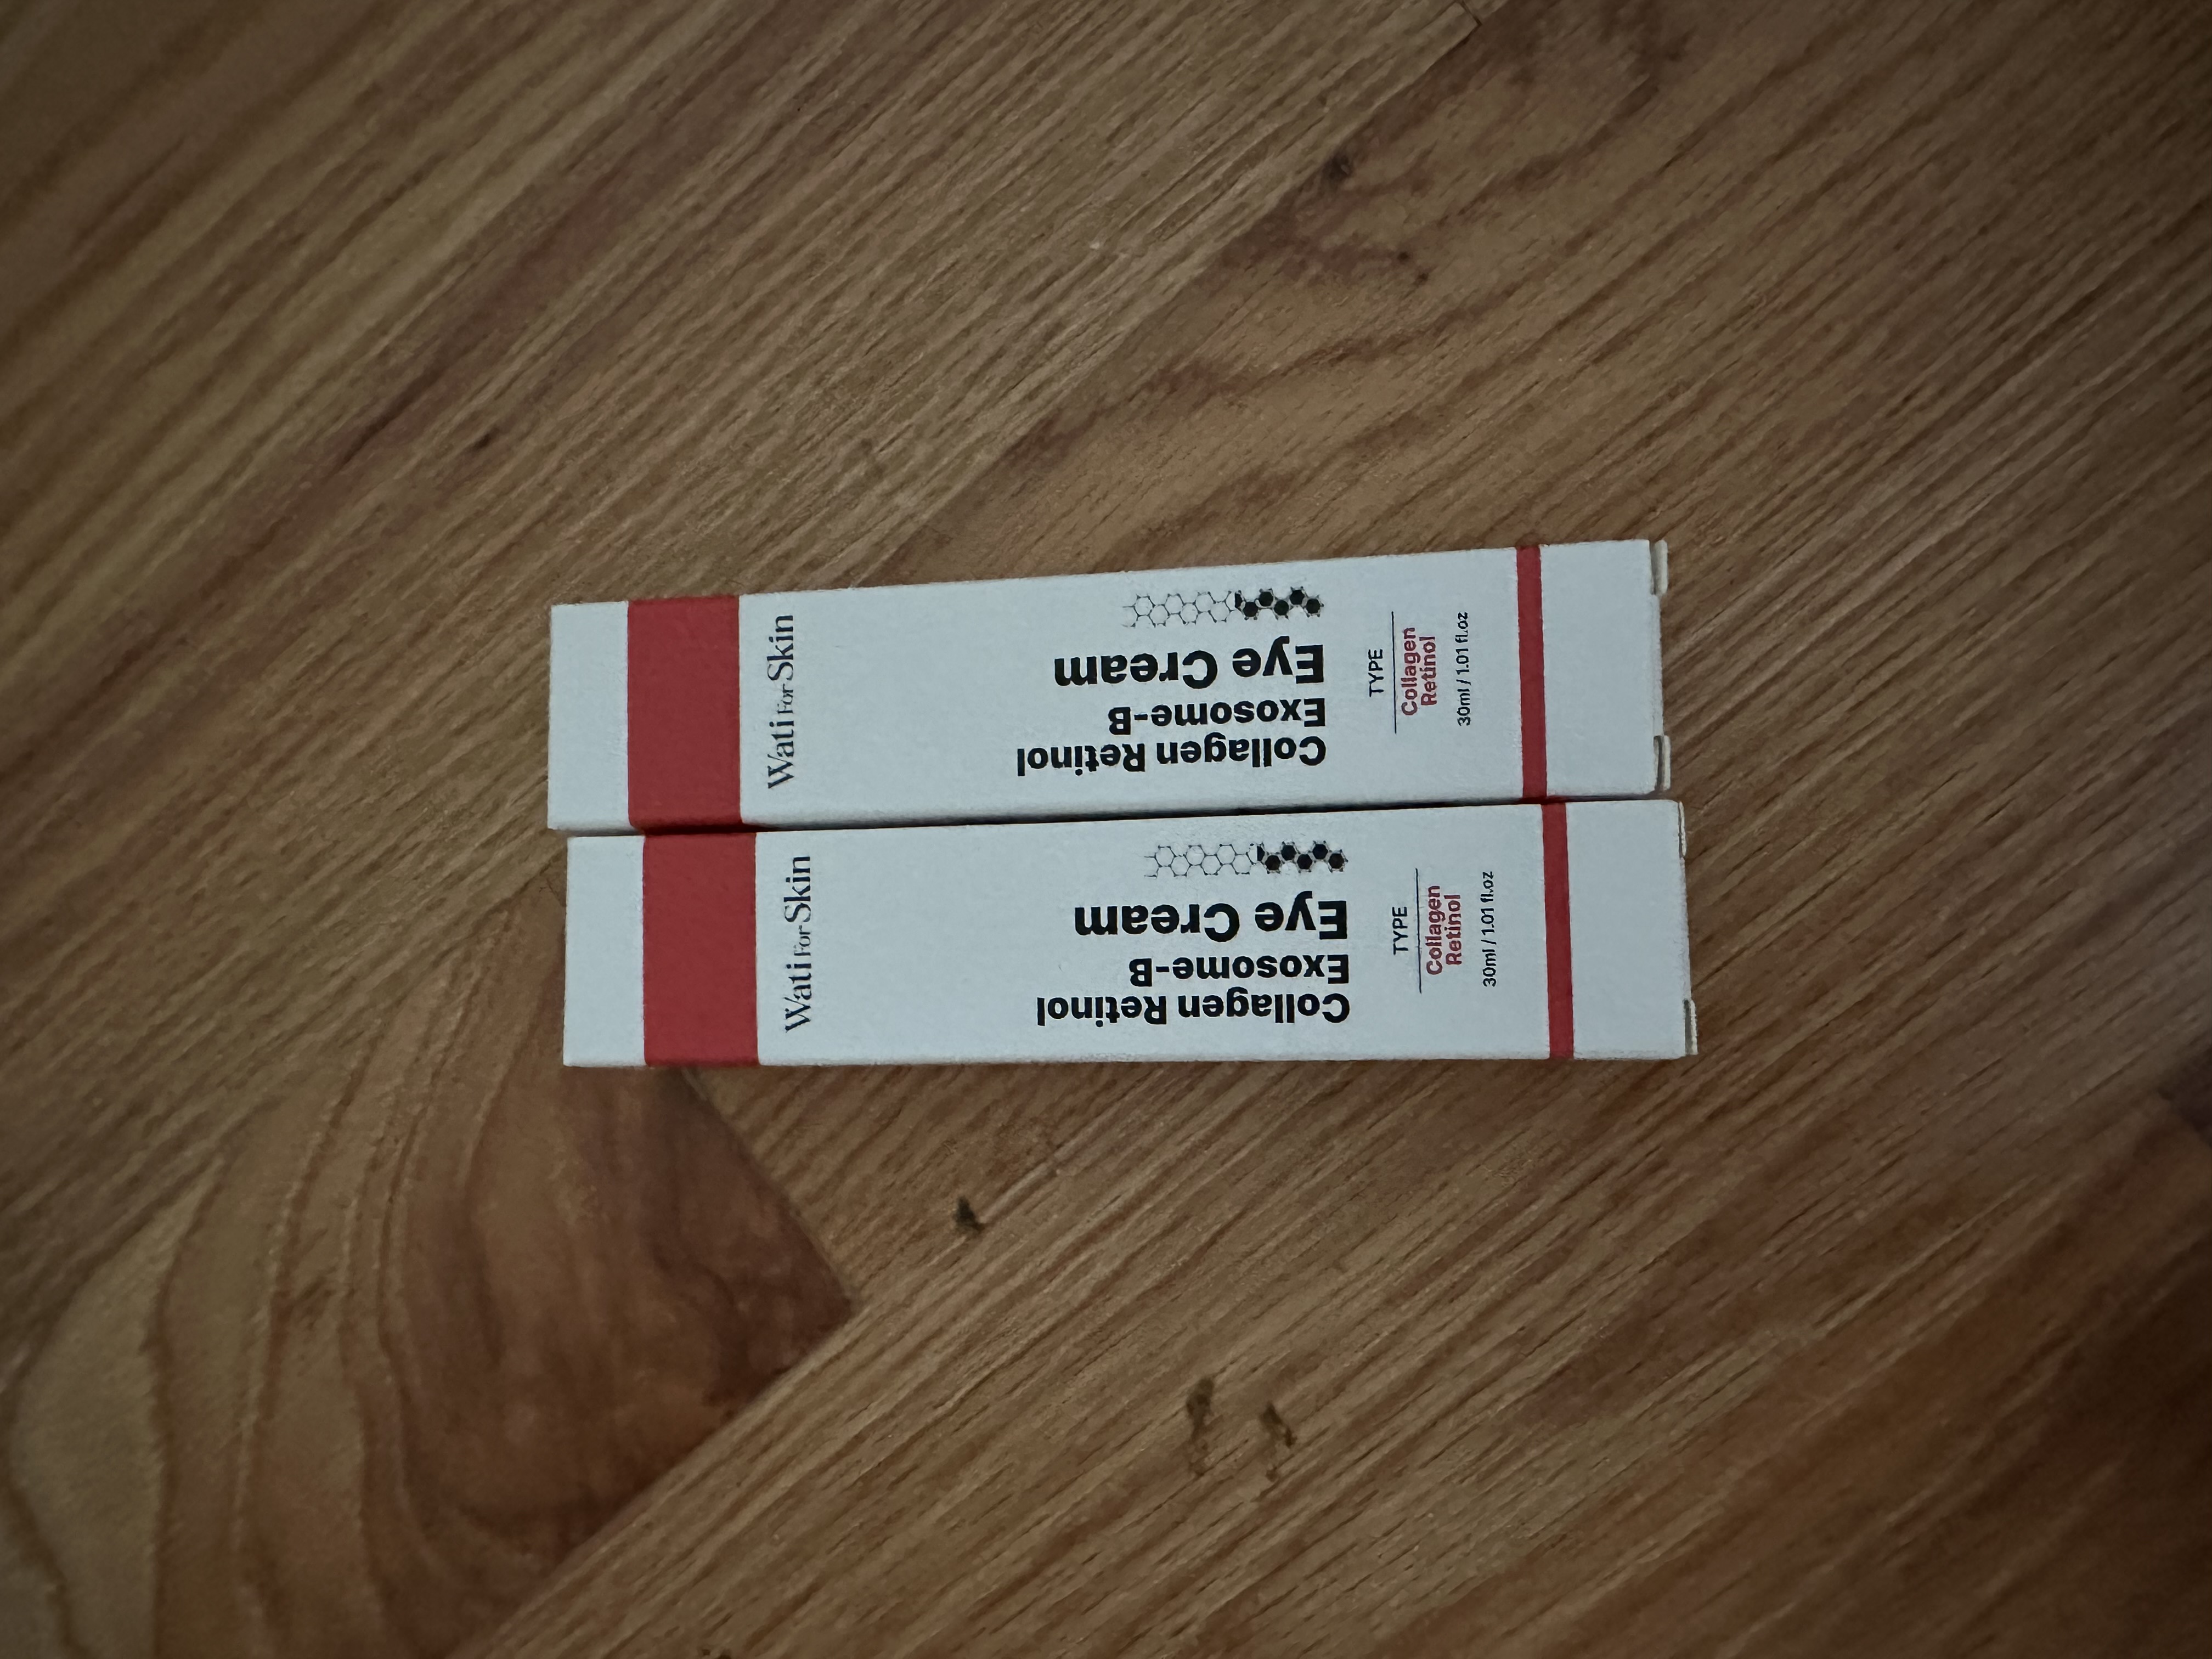 Wati For Skin
Collagen Retinol
Exosome-B
Eye Cream
TYPE
Collagen
Retinol
30ml / 1.01 fl.oz
Wati For Skin
Collagen Retinol
Exosome-B
Eye Cream
TYPE
Collagen
Retinol
30ml / 1.01 fl.oz